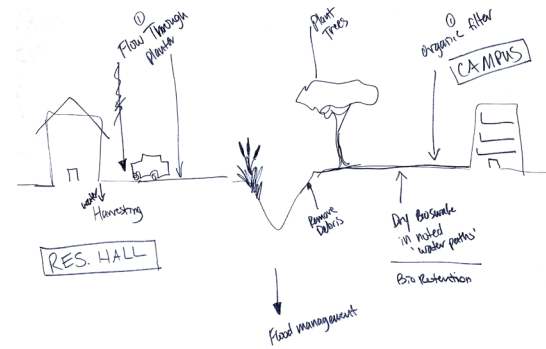 ①
Flow Through
Planter
Plant
Trees
①
organic filter
CAMPUS
water
Harvesting
RES. HALL
Remove
Debris
Dry Bioswale
in noted
'water paths'
Bio Retention
Flood management